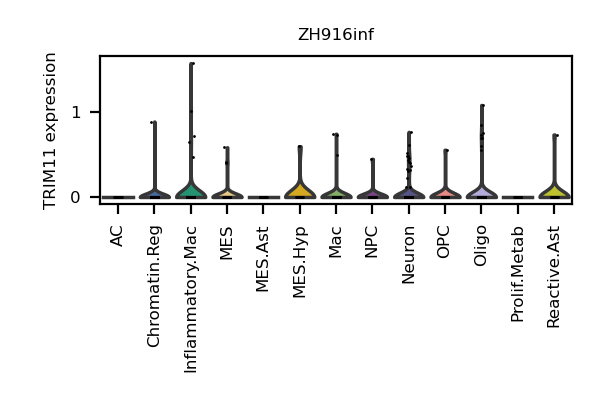 ZH916inf
TRIM11 expression
1
0
AC
Chromatin.Reg
Inflammatory.Mac
MES
MES.Ast
MES.Hyp
Mac
NPC
Neuron
OPC
Oligo
Prolif.Metab
Reactive.Ast